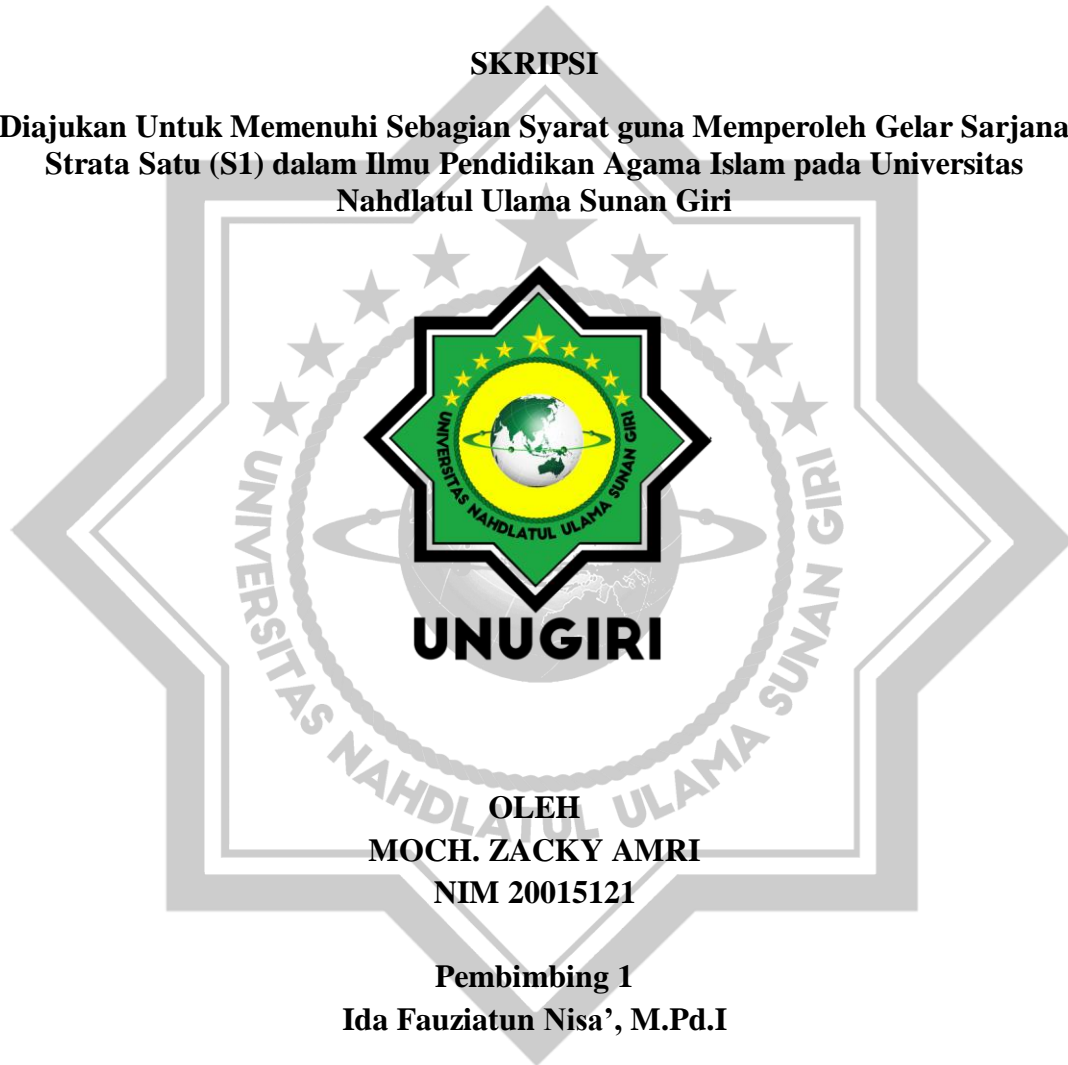 SKRIPSI
Diajukan Untuk Memenuhi Sebagian Syarat guna Memperoleh Gelar Sarjana
Strata Satu (S1) dalam Ilmu Pendidikan Agama Islam pada Universitas
Nahdlatul Ulama Sunan Giri
UNIVERSITAS NAHDLATUL ULAMA SUNAN GIRI
UNUGIRI
UNIVERSITAS NAHDLATUL ULAMA SUNAN GIRI
OLEH
MOCH. ZACKY AMRI
NIM 20015121
Pembimbing 1
Ida Fauziatun Nisa’, M.Pd.I